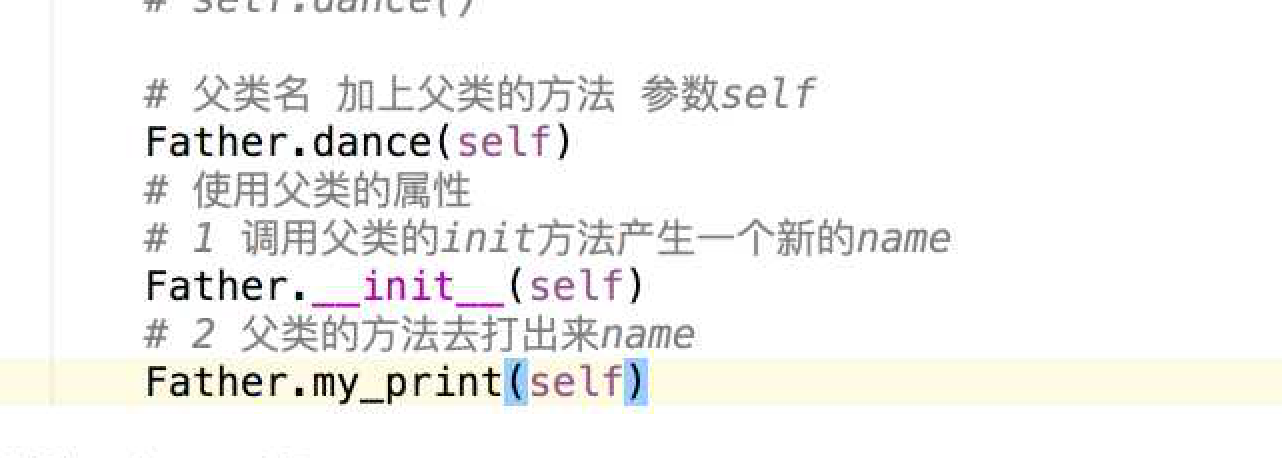 # self.dance()
# 父类名 加上父类的方法 参数self
Father.dance(self)
# 使用父类的属性
# 1 调用父类的init方法产生一个新的name
Father.__init__(self)
# 2 父类的方法去打出来name
Father.my_print(self)